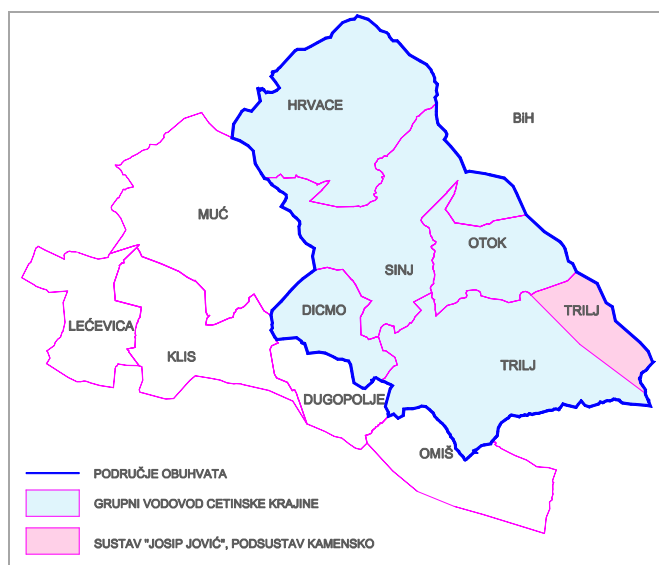 HRVACE
BIH
MUĆ
OTOK
SINJ
DICMO
TRILJ
LEĆEVICA
KLIS
TRILJ
DUGOPOLJE
OMIŠ
PODRUČJE OBUHVATA
GRUPNI VODOVOD CETINSKE KRAJINE
SUSTAV "JOSIP JOVIĆ", PODSUSTAV KAMENSKO